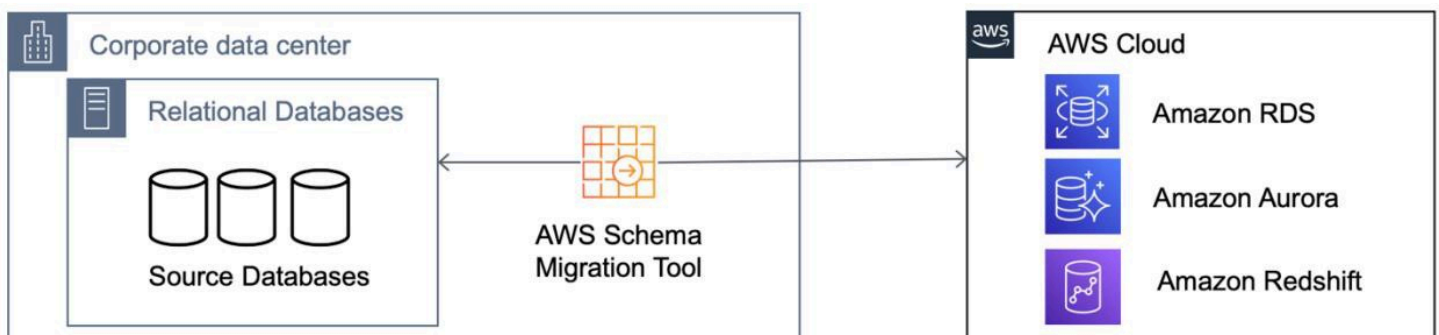 Corporate data center
Relational Databases
Source Databases
AWS Schema
Migration Tool
aws
AWS Cloud
Amazon RDS
Amazon Aurora
Amazon Redshift